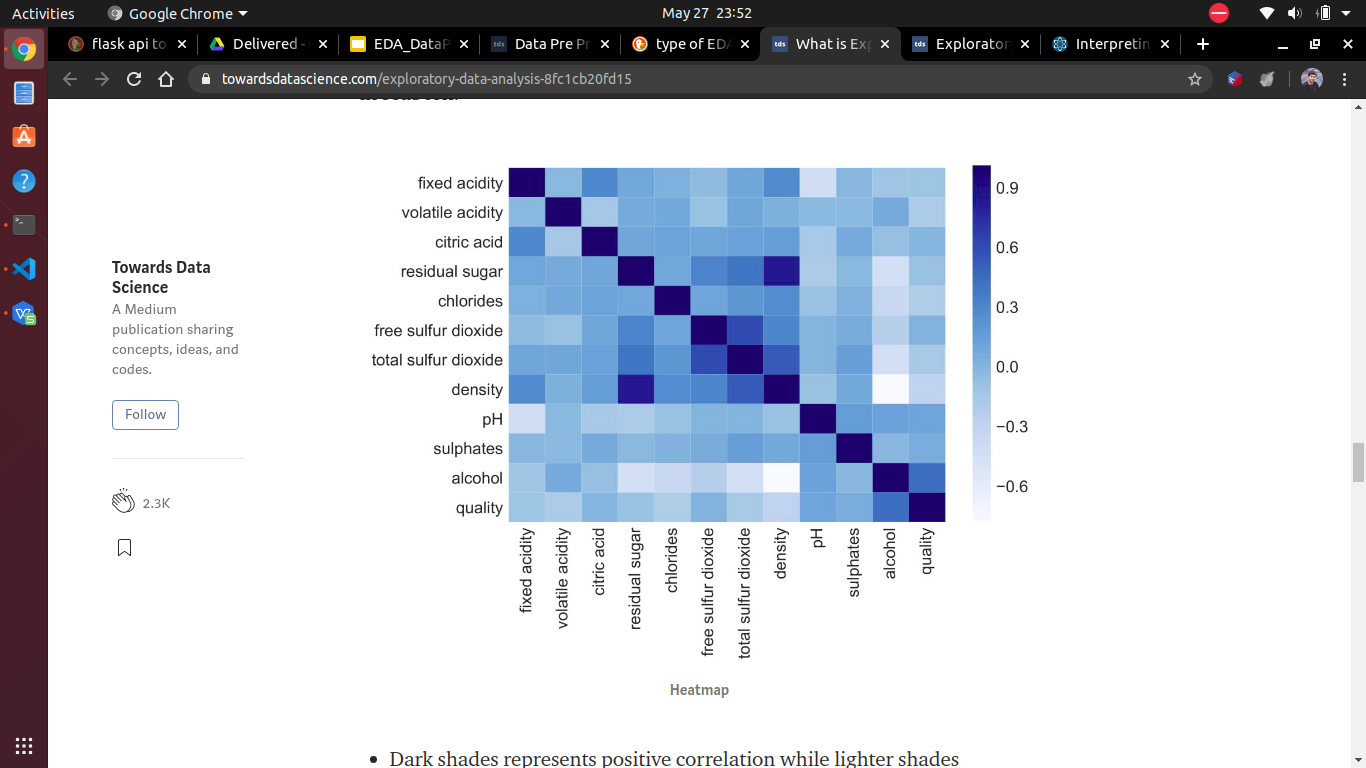 Activities Google Chrome May 27 23:52
flask api to Delivered - EDA_DataP Data Pre Pr type of EDA What is Exp Explorator Interpretin
towardsdatascience.com/exploratory-data-analysis-8fc1cb20fd15
Towards Data
Science
A Medium
publication sharing
concepts, ideas, and
codes.
Follow
2.3K
fixed acidity
volatile acidity
citric acid
residual sugar
chlorides
free sulfur dioxide
total sulfur dioxide
density
pH
sulphates
alcohol
quality
fixed acidity
volatile acidity
citric acid
residual sugar
chlorides
free sulfur dioxide
total sulfur dioxide
density
pH
sulphates
alcohol
quality
0.9
0.6
0.3
0.0
−0.3
−0.6
Heatmap
• Dark shades represents positive correlation while lighter shades